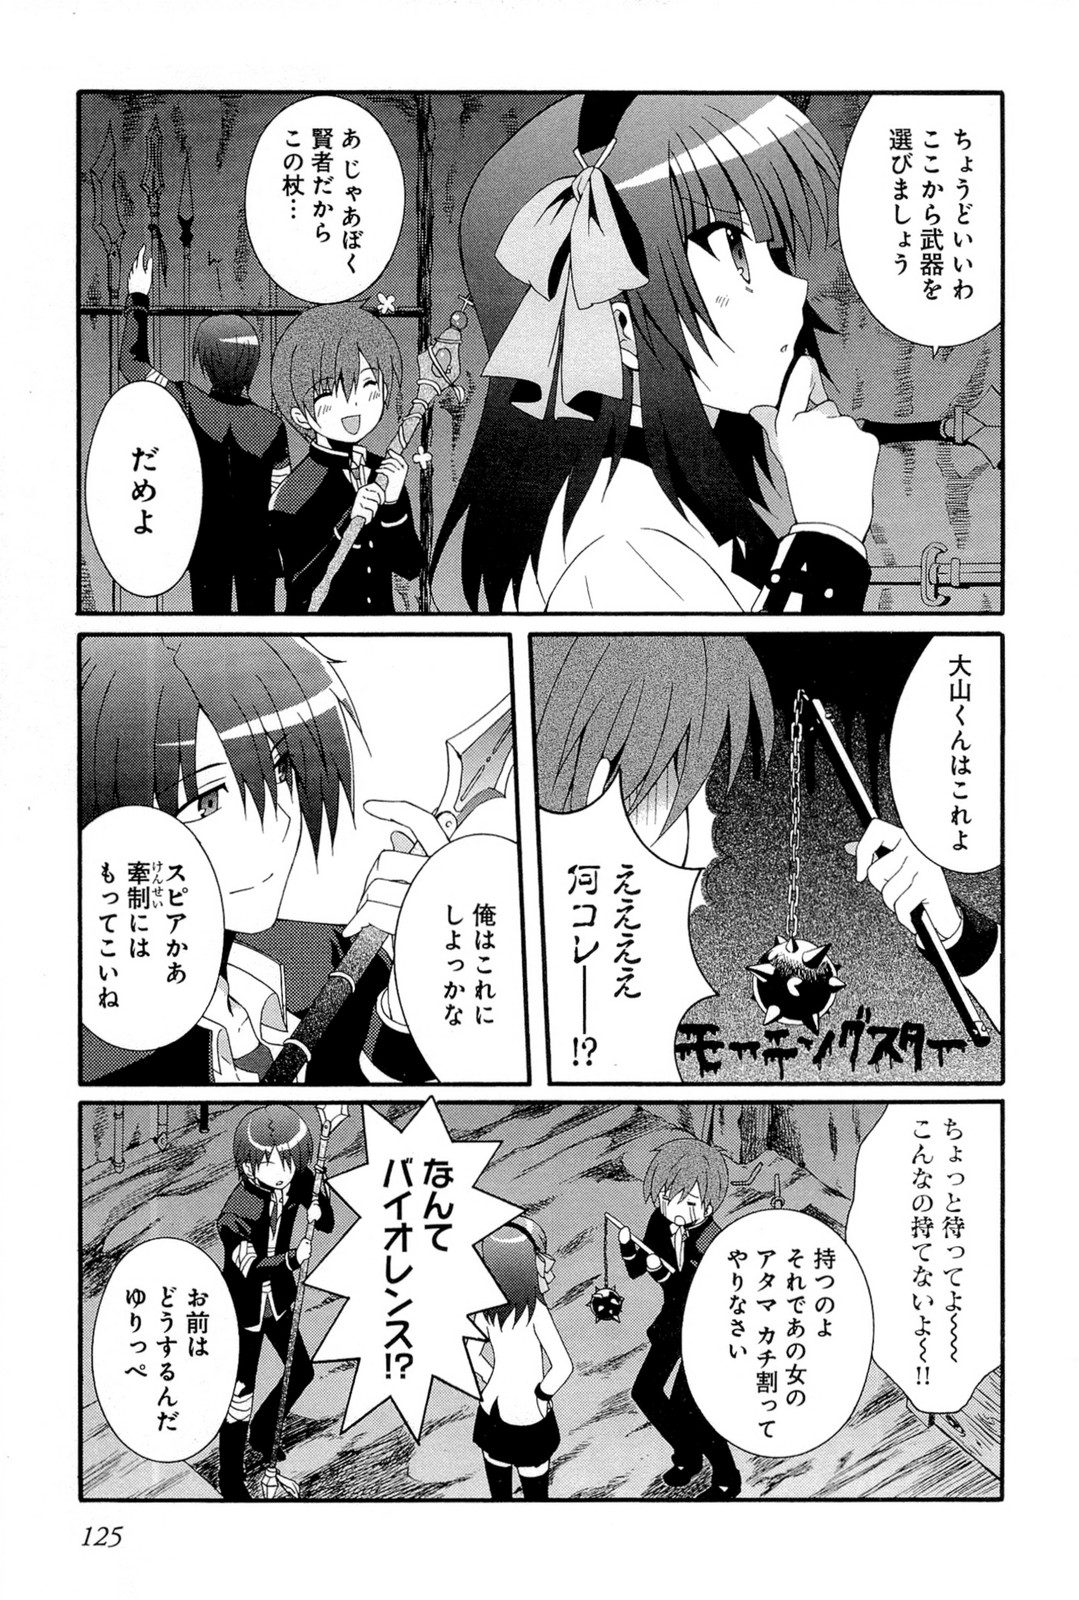 ちょうどいいわ
ここから武器を
選びましょう
あ じゃあぼく
賢者だから
この杖…
だめよ
大山くんはこれよ
ええええ
何コレ――!?
モーニングスター
俺はこれに
しよっかな
スピアかあ
牽制には
けんせい
もってこいね
ちょっと待ってよ〜〜
こんなの持てないよ〜〜!!
持つのよ
それであの女の
アタマ カチ割って
やりなさい
なんて
バイオレンス!?
お前は
どうするんだ
ゆりっぺ
125